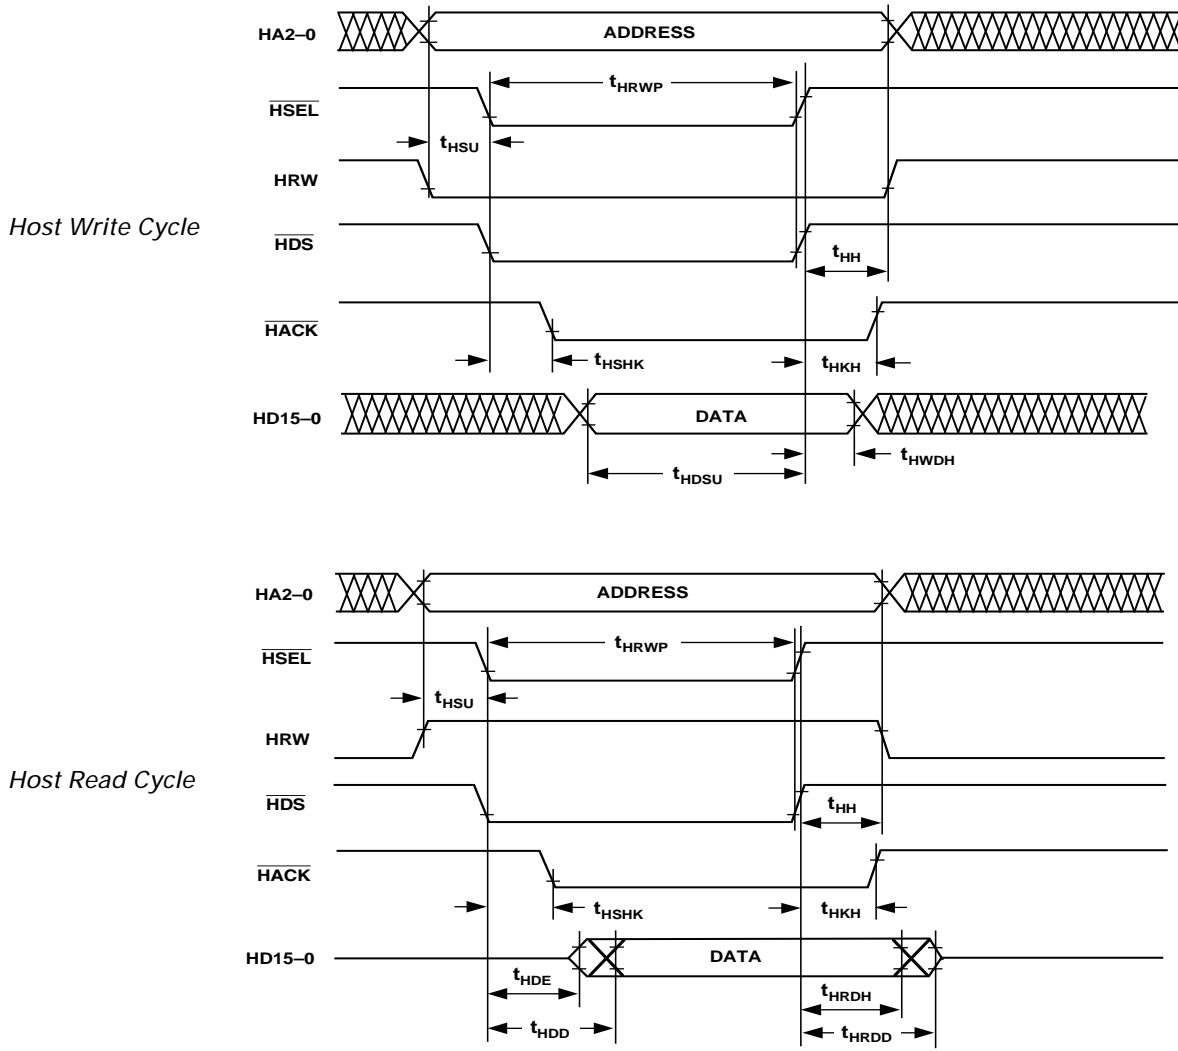 HA2–0
ADDRESS
tHRWP
HSEL
tHSU
HRW
Host Write Cycle
HDS
tHH
HACK
tHSHK
tHKH
HD15–0
DATA
tHWDH
tHDSU
HA2–0
ADDRESS
tHRWP
HSEL
tHSU
HRW
Host Read Cycle
HDS
tHH
HACK
tHSHK
tHKH
HD15–0
DATA
tHDE
tHRDH
tHDD
tHRDD